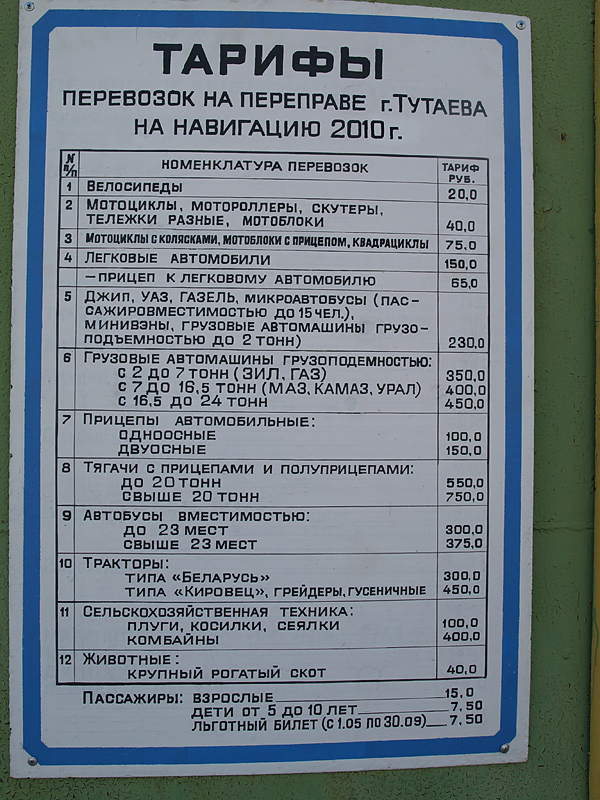 ТАРИФЫ
ПЕРЕВОЗОК НА ПЕРЕПРАВЕ г. ТУТАЕВА
НА НАВИГАЦИЮ 2010 г.
N п/п НОМЕНКЛАТУРА ПЕРЕВОЗОК ТАРИФ РУБ.
1 ВЕЛОСИПЕДЫ 20,0
2 МОТОЦИКЛЫ, МОТОРОЛЛЕРЫ, СКУТЕРЫ,
ТЕЛЕЖКИ РАЗНЫЕ, МОТОБЛОКИ 40,0
3 МОТОЦИКЛЫ С КОЛЯСКАМИ, МОТОБЛОКИ С ПРИЦЕПОМ, КВАДРАЦИКЛЫ 75,0
4 ЛЕГКОВЫЕ АВТОМОБИЛИ 150,0
— ПРИЦЕП К ЛЕГКОВОМУ АВТОМОБИЛЮ 65,0
5 ДЖИП, УАЗ, ГАЗЕЛЬ, МИКРОАВТОБУСЫ (ПАС-
САЖИРОВМЕСТИМОСТЬЮ ДО 15 ЧЕЛ.),
МИНИВЭНЫ, ГРУЗОВЫЕ АВТОМАШИНЫ ГРУЗО-
ПОДЪЕМНОСТЬЮ ДО 2 ТОНН) 230,0
6 ГРУЗОВЫЕ АВТОМАШИНЫ ГРУЗОПОДЕМНОСТЬЮ:
С 2 ДО 7 ТОНН (ЗИЛ, ГАЗ) 350,0
С 7 ДО 16,5 ТОНН (МАЗ, КАМАЗ, УРАЛ) 400,0
С 16,5 ДО 24 ТОНН 450,0
7 ПРИЦЕПЫ АВТОМОБИЛЬНЫЕ:
ОДНООСНЫЕ 100,0
ДВУОСНЫЕ 150,0
8 ТЯГАЧИ С ПРИЦЕПАМИ И ПОЛУПРИЦЕПАМИ:
ДО 20 ТОНН 550,0
СВЫШЕ 20 ТОНН 750,0
9 АВТОБУСЫ ВМЕСТИМОСТЬЮ:
ДО 23 МЕСТ 300,0
СВЫШЕ 23 МЕСТ 375,0
10 ТРАКТОРЫ:
ТИПА «БЕЛАРУСЬ» 300,0
ТИПА «КИРОВЕЦ», ГРЕЙДЕРЫ, ГУСЕНИЧНЫЕ 450,0
11 СЕЛЬСКОХОЗЯЙСТВЕННАЯ ТЕХНИКА:
ПЛУГИ, КОСИЛКИ, СЕЯЛКИ 100,0
КОМБАЙНЫ 400,0
12 ЖИВОТНЫЕ:
КРУПНЫЙ РОГАТЫЙ СКОТ 40,0
ПАССАЖИРЫ: ВЗРОСЛЫЕ 15,0
ДЕТИ ОТ 5 ДО 10 ЛЕТ 7,50
ЛЬГОТНЫЙ БИЛЕТ (С 1.05 ПО 30.09) 7,50